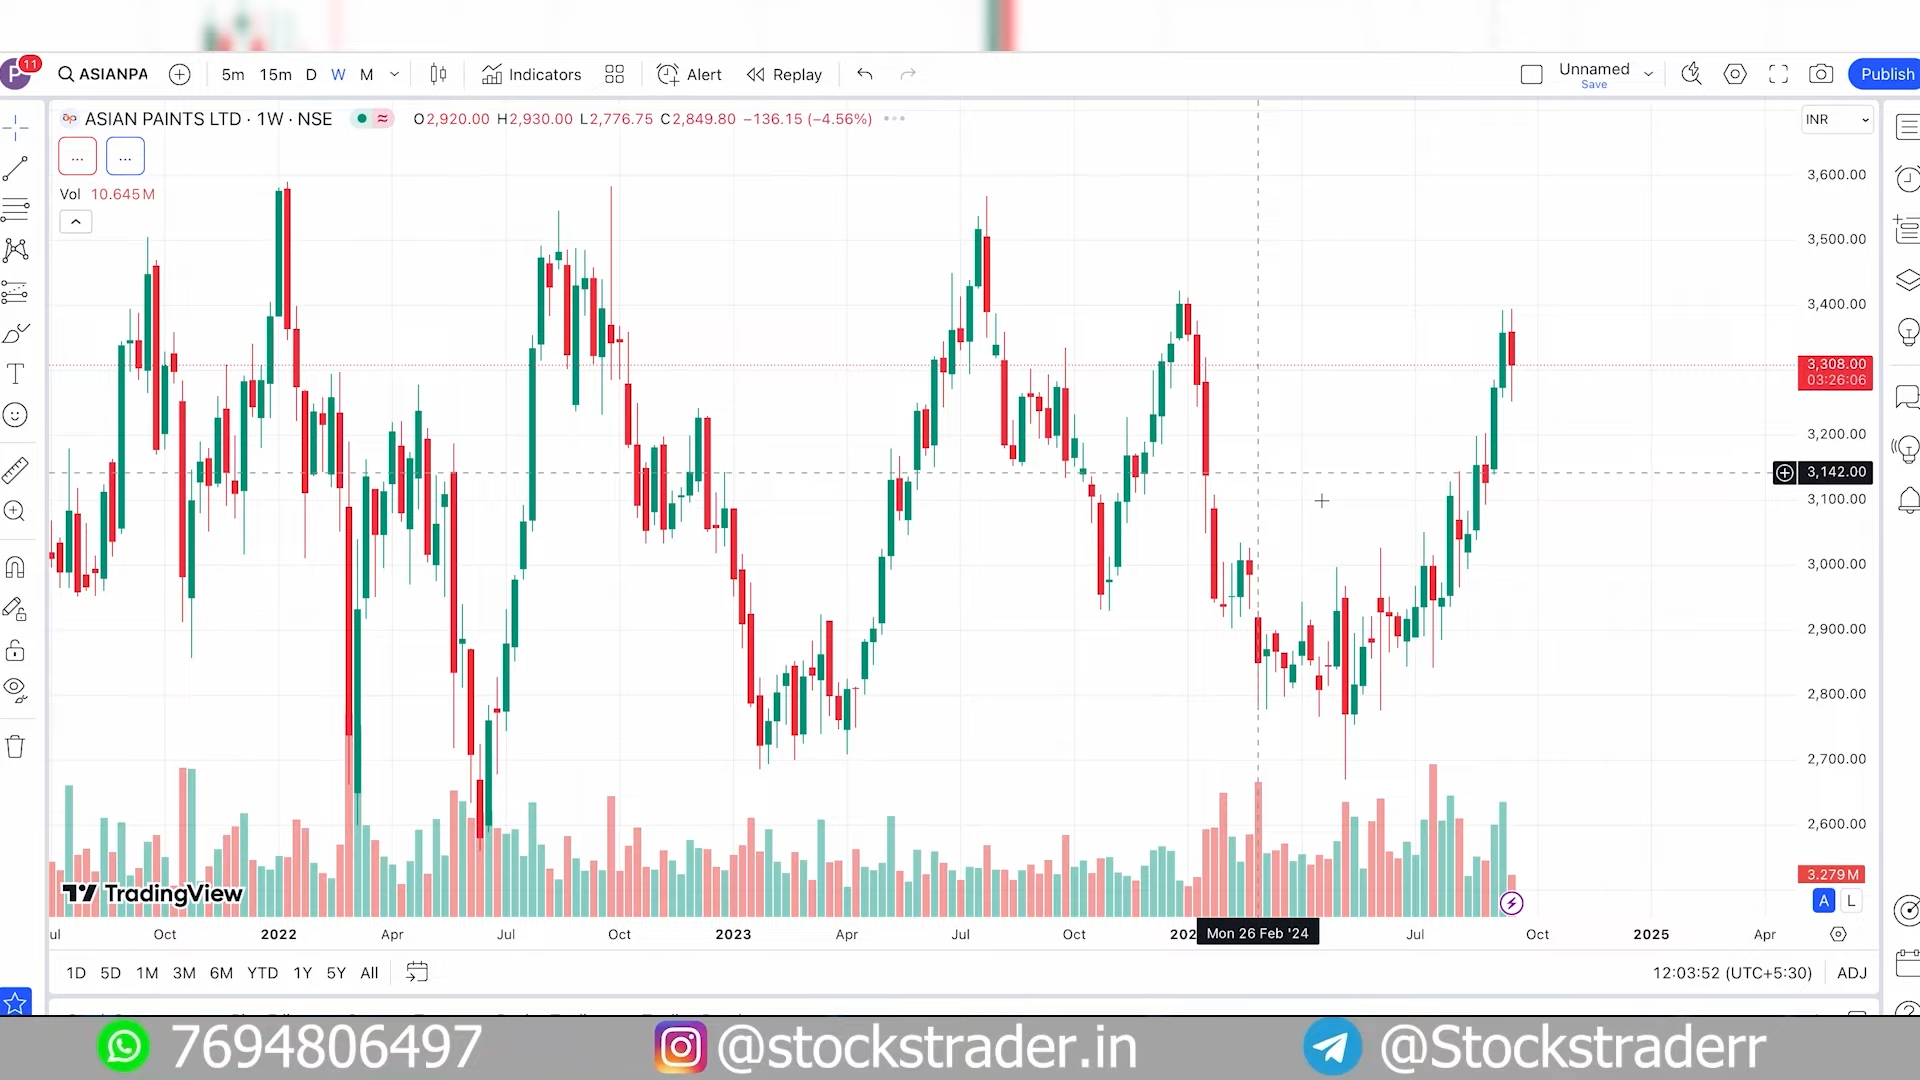 P 11 ASIANPA 5m 15m D W M Indicators Alert Replay Unnamed Save Publish
ap ASIAN PAINTS LTD · 1W · NSE O2,920.00 H2,930.00 L2,776.75 C2,849.80 −136.15 (−4.56%) INR
... ...
Vol 10.645M
3,600.00
3,500.00
3,400.00
3,308.00
03:26:06
3,200.00
3,142.00
3,100.00
3,000.00
2,900.00
2,800.00
2,700.00
2,600.00
3.279M
TradingView
A L
ul Oct 2022 Apr Jul Oct 2023 Apr Jul Oct 202 Mon 26 Feb '24 Jul Oct 2025 Apr
1D 5D 1M 3M 6M YTD 1Y 5Y All 12:03:52 (UTC+5:30) ADJ
7694806497 @stockstrader.in @Stockstraderr